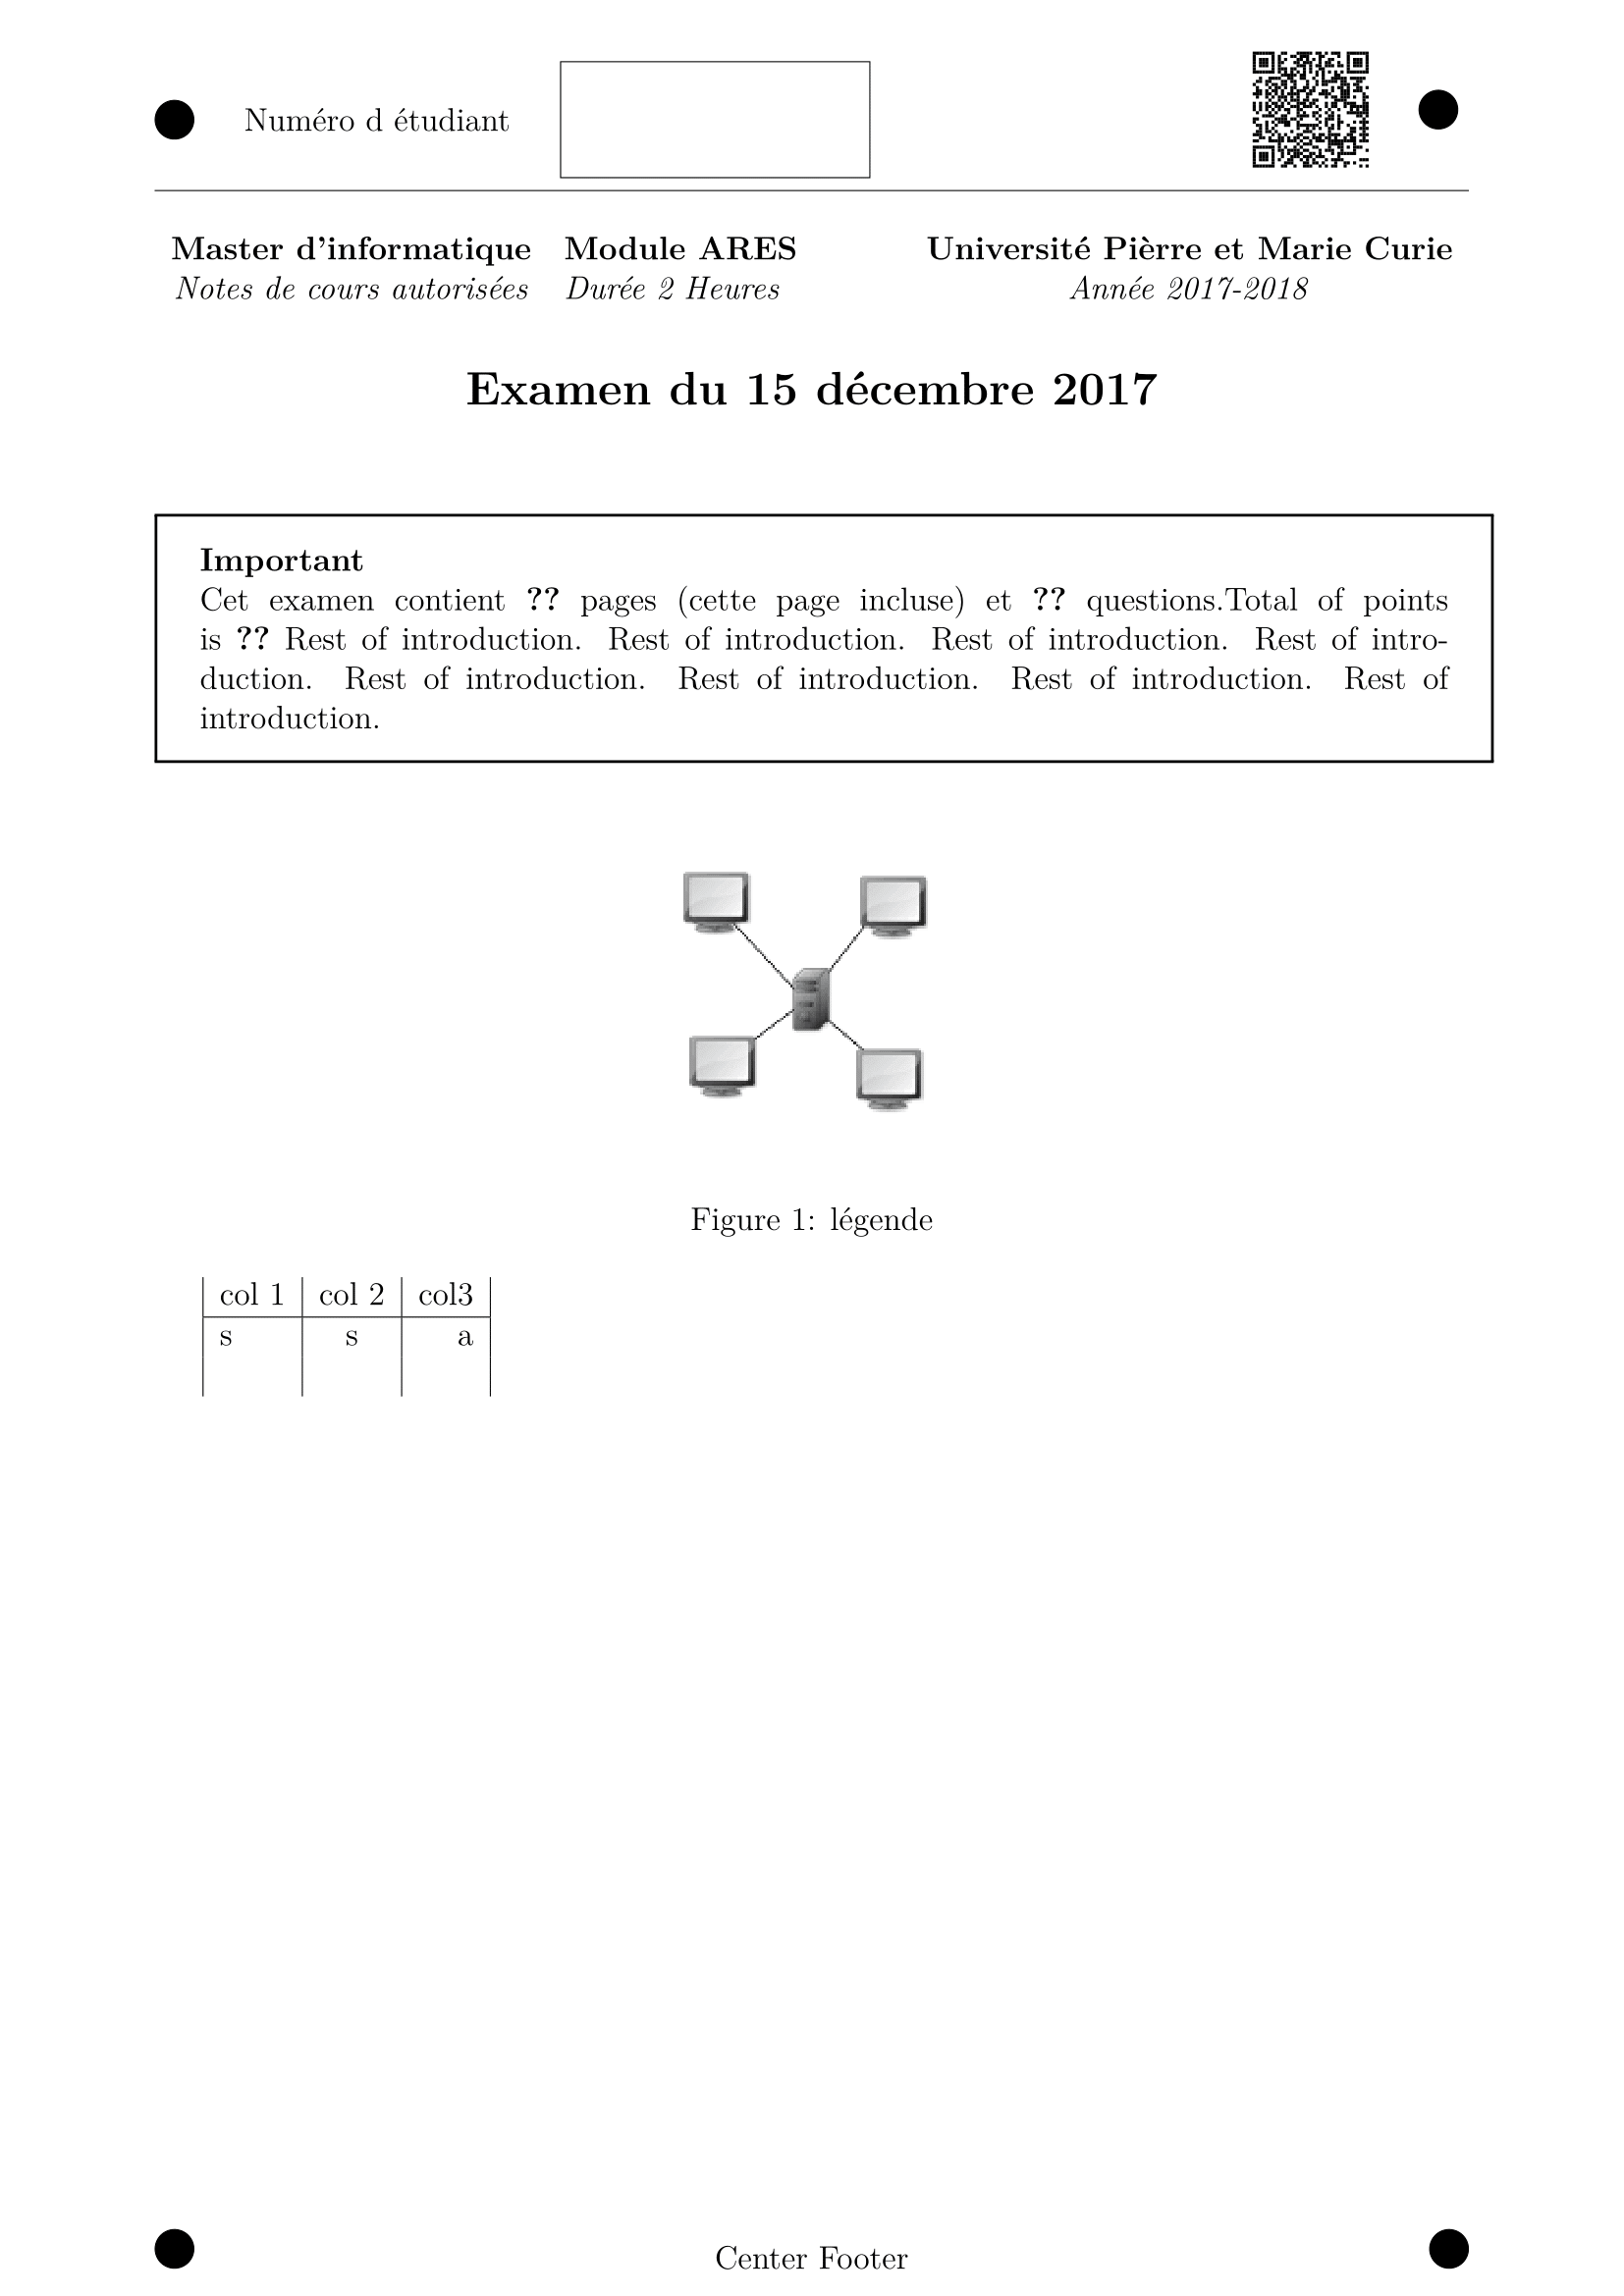 Numéro d étudiant
Master d'informatique Module ARES Université Pièrre et Marie Curie
Notes de cours autorisées Durée 2 Heures Année 2017-2018
Examen du 15 décembre 2017
Important
Cet examen contient ?? pages (cette page incluse) et ?? questions.Total of points
is ?? Rest of introduction. Rest of introduction. Rest of introduction. Rest of intro-
duction. Rest of introduction. Rest of introduction. Rest of introduction. Rest of
introduction.
Figure 1: légende
col 1 col 2 col3
s s a
Center Footer